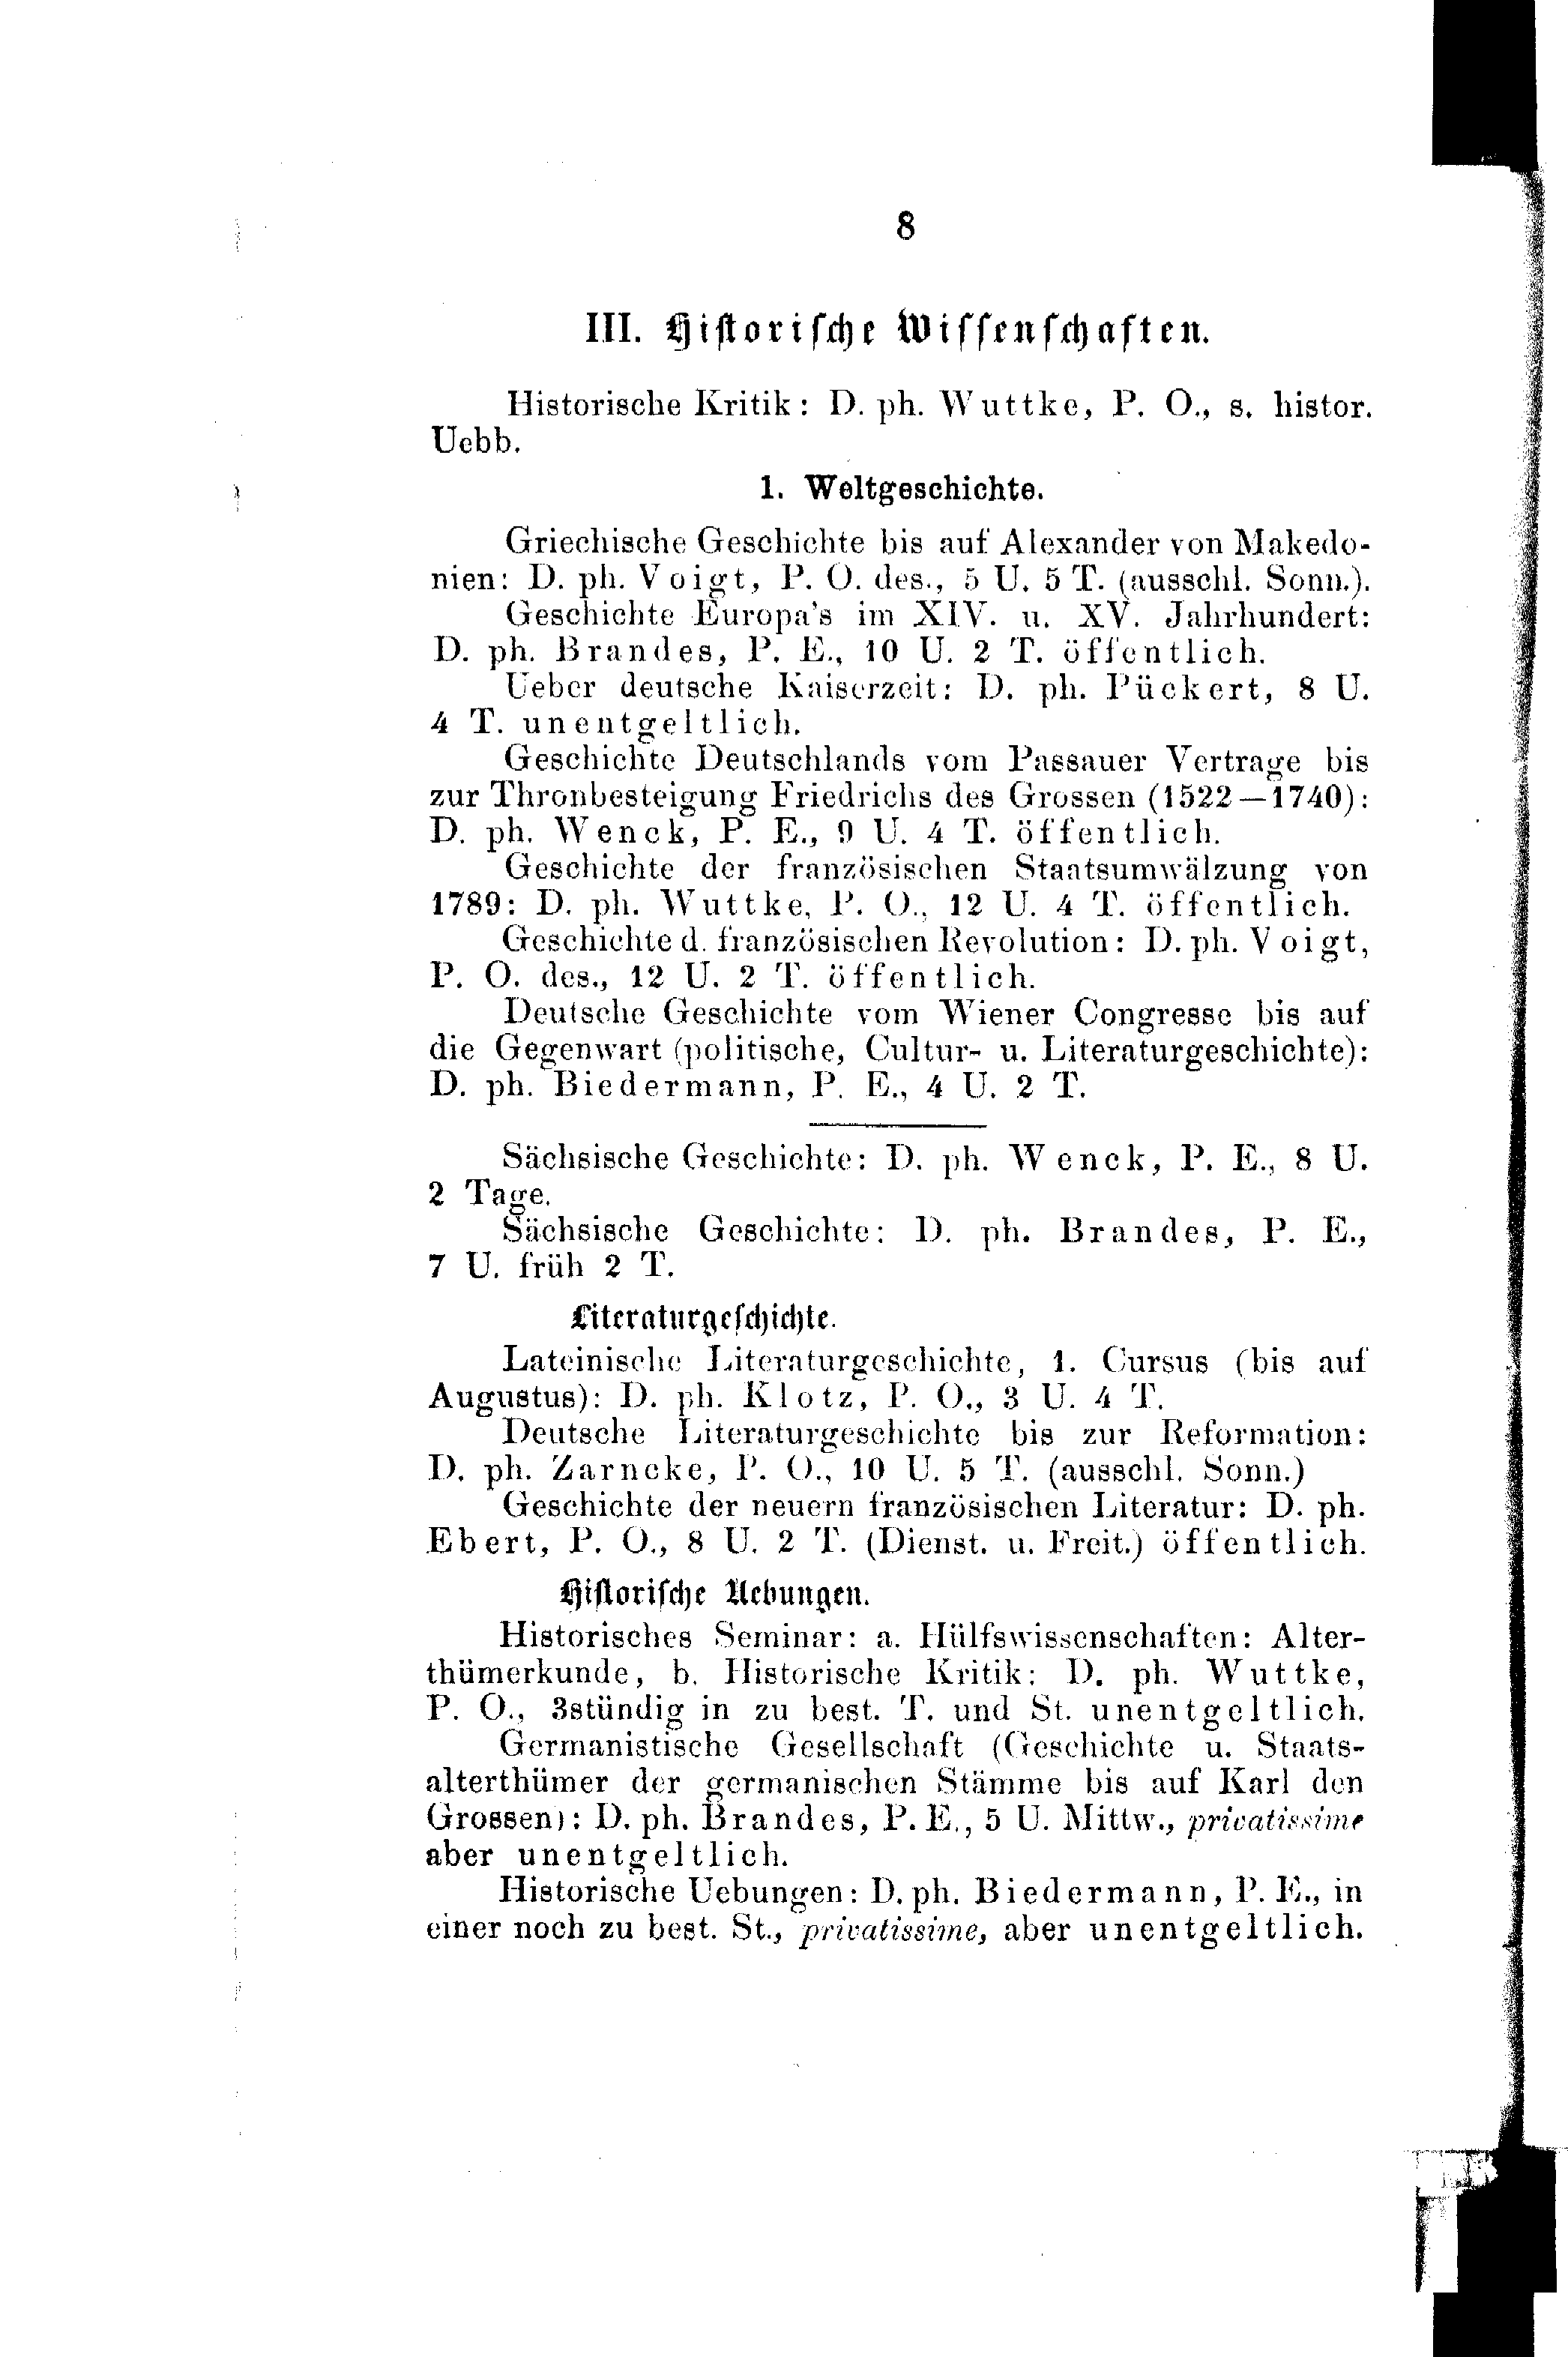 8
III. Historische Wissenschaften.
Historische Kritik: D. ph. Wuttke, P. O., s. histor.
Uebb.
1. Weltgeschichte.
Griechische Geschichte bis auf Alexander von Makedo-
nien: D. ph. Voigt, P. O. des., 5 U. 5 T. (ausschl. Sonn.).
Geschichte Europa's im XIV. u. XV. Jahrhundert:
D. ph. Brandes, P. E., 10 U. 2 T. öffentlich.
Ueber deutsche Kaiserzeit: D. ph. Pückert, 8 U.
4 T. unentgeltlich.
Geschichte Deutschlands vom Passauer Vertrage bis
zur Thronbesteigung Friedrichs des Grossen (1522—1740):
D. ph. Wenck, P. E., 9 U. 4 T. öffentlich.
Geschichte der französischen Staatsumwälzung von
1789: D. ph. Wuttke, P. O., 12 U. 4 T. öffentlich.
Geschichte d. französischen Revolution: D. ph. Voigt,
P. O. des., 12 U. 2 T. öffentlich.
Deutsche Geschichte vom Wiener Congresse bis auf
die Gegenwart (politische, Cultur- u. Literaturgeschichte):
D. ph. Biedermann, P. E., 4 U. 2 T.
Sächsische Geschichte: D. ph. Wenck, P. E., 8 U.
2 Tage.
Sächsische Geschichte: D. ph. Brandes, P. E.,
7 U. früh 2 T.
Literaturgeschichte.
Lateinische Literaturgeschichte, 1. Cursus (bis auf
Augustus): D. ph. Klotz, P. O., 3 U. 4 T.
Deutsche Literaturgeschichte bis zur Reformation:
D. ph. Zarncke, P. O., 10 U. 5 T. (ausschl. Sonn.)
Geschichte der neuern französischen Literatur: D. ph.
Ebert, P. O., 8 U. 2 T. (Dienst. u. Freit.) öffentlich.
Historische Uebungen.
Historisches Seminar: a. Hülfswissenschaften: Alter-
thümerkunde, b. Historische Kritik: D. ph. Wuttke,
P. O., 3stündig in zu best. T. und St. unentgeltlich.
Germanistische Gesellschaft (Geschichte u. Staats-
alterthümer der germanischen Stämme bis auf Karl den
Grossen): D. ph. Brandes, P. E., 5 U. Mittw., privatissime
aber unentgeltlich.
Historische Uebungen: D. ph. Biedermann, P. E., in
einer noch zu best. St., privatissime, aber unentgeltlich.